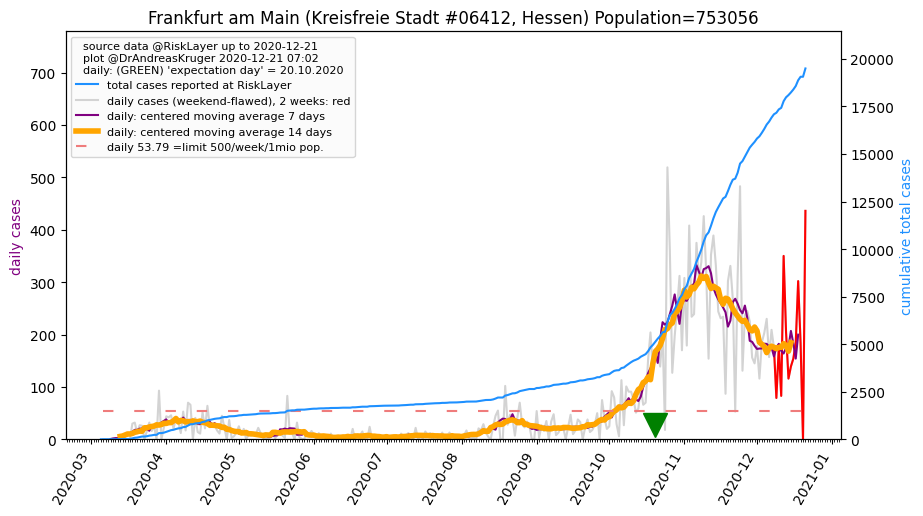 Frankfurt am Main (Kreisfreie Stadt #06412, Hessen) Population=753056
source data @RiskLayer up to 2020-12-21
plot @DrAndreasKruger 2020-12-21 07:02
daily: (GREEN) 'expectation day' = 20.10.2020
total cases reported at RiskLayer
daily cases (weekend-flawed), 2 weeks: red
daily: centered moving average 7 days
daily: centered moving average 14 days
daily 53.79 =limit 500/week/1mio pop.
daily cases
700
600
500
400
300
200
100
0
20000
17500
15000
12500
10000
7500
5000
2500
0
cumulative total cases
2020-03
2020-04
2020-05
2020-06
2020-07
2020-08
2020-09
2020-10
2020-11
2020-12
2021-01